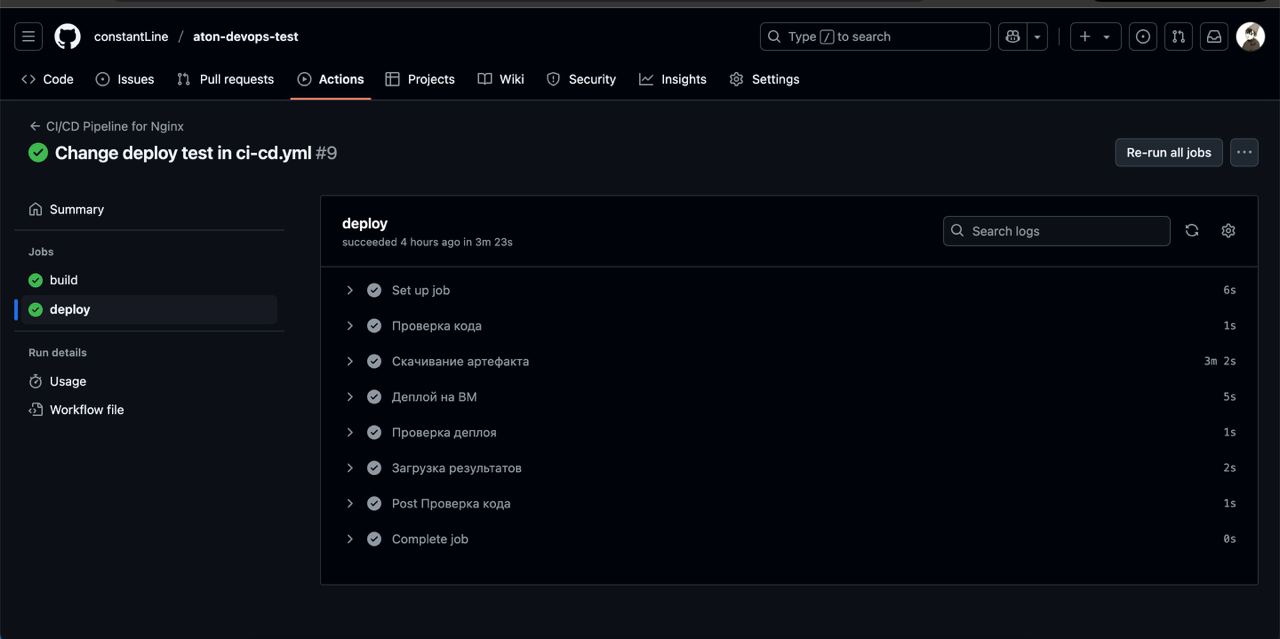 constantLine / aton-devops-test
Type / to search
Code Issues Pull requests Actions Projects Wiki Security Insights Settings
CI/CD Pipeline for Nginx
Change deploy test in ci-cd.yml #9
Re-run all jobs
Summary
Jobs
build
deploy
Run details
Usage
Workflow file
deploy
succeeded 4 hours ago in 3m 23s
Search logs
Set up job 6s
Проверка кода 1s
Скачивание артефакта 3m 2s
Деплой на ВМ 5s
Проверка деплоя 1s
Загрузка результатов 2s
Post Проверка кода 1s
Complete job 0s